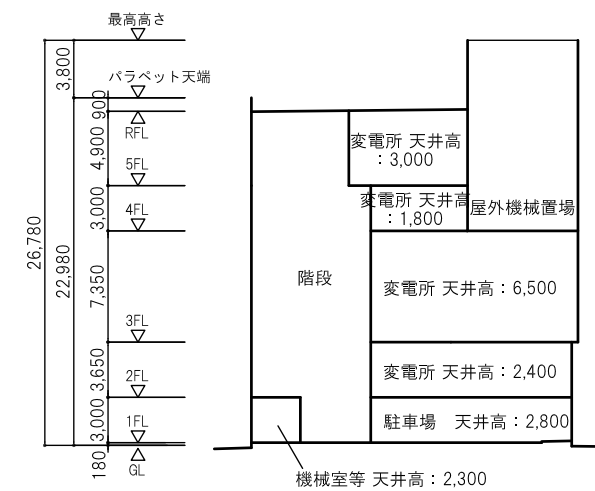 最高高さ
3,800
パラペット天端
900
RFL
4,900
変電所 天井高
：3,000
5FL
3,000
変電所 天井高
：1,800
屋外機械置場
4FL
26,780
22,980
7,350
階段
変電所 天井高：6,500
3FL
3,650
変電所 天井高：2,400
2FL
3,000
1FL
駐車場　天井高：2,800
180
GL
機械室等 天井高：2,300